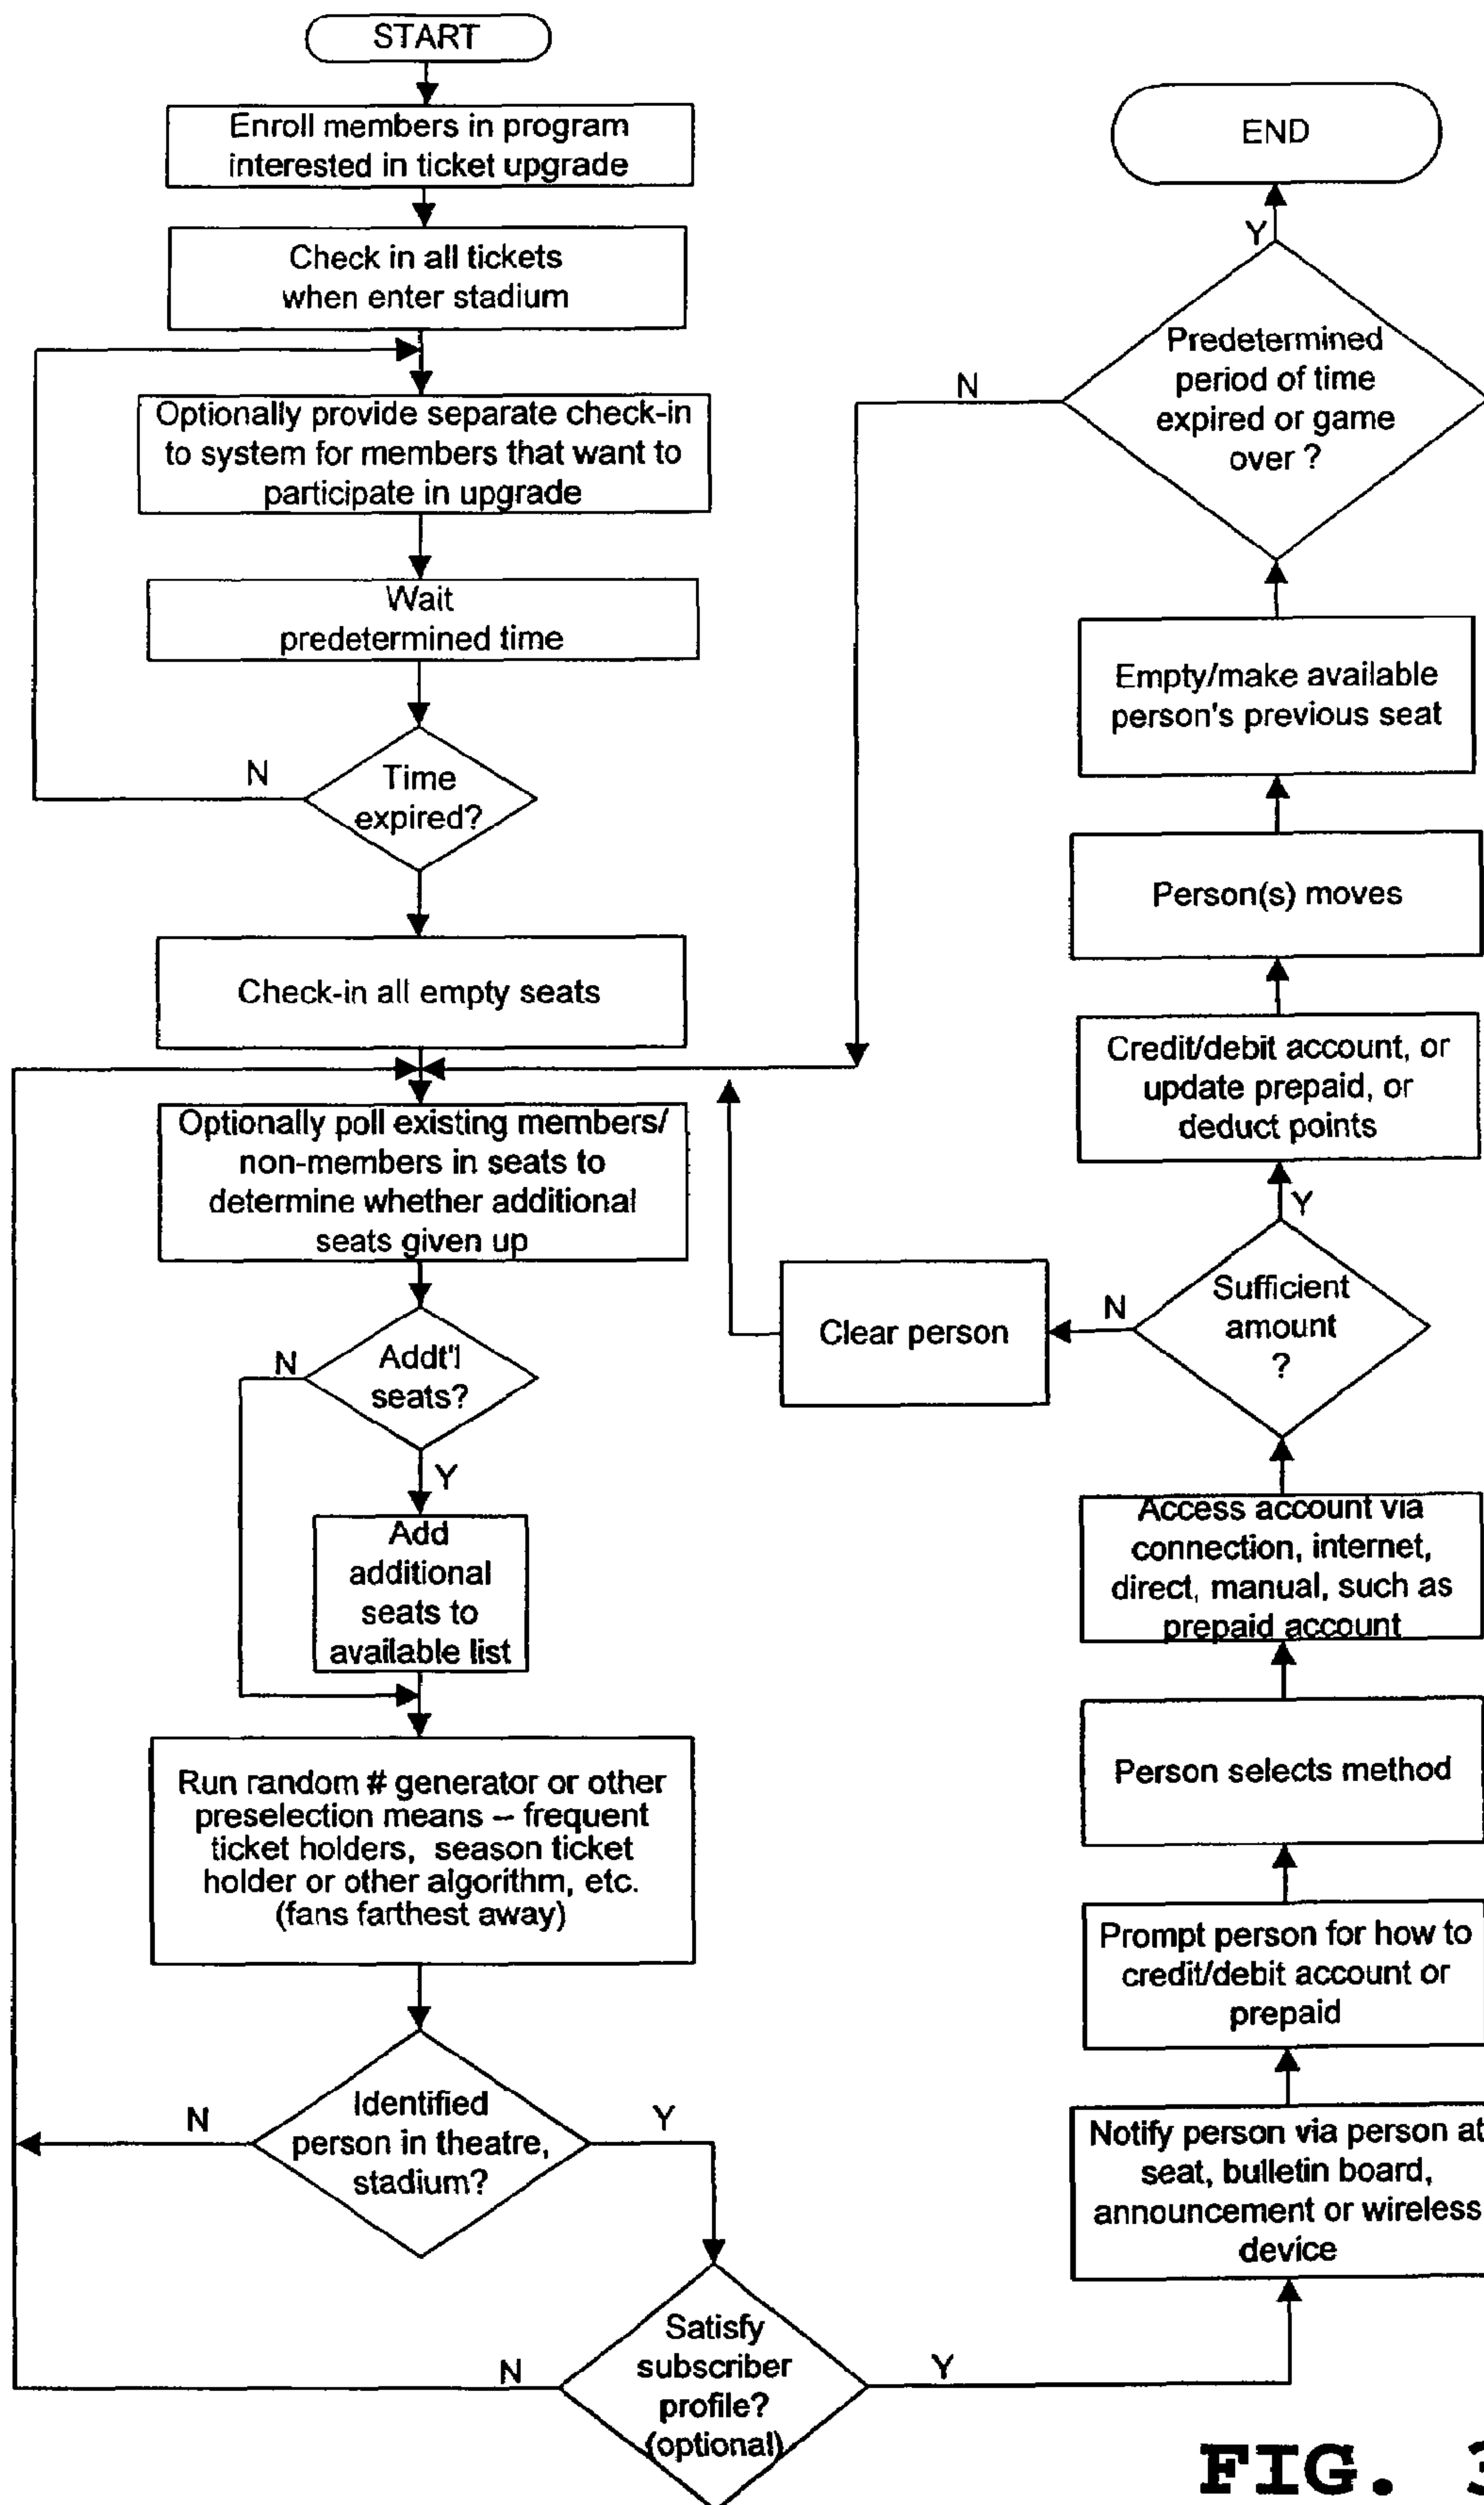 START
Enroll members in program
interested in ticket upgrade
Check in all tickets
when enter stadium
Optionally provide separate check-in
to system for members that want to
participate in upgrade
Wait
predetermined time
N
Time
expired?
Check-in all empty seats
Optionally poll existing members/
non-members in seats to
determine whether additional
seats given up
N
Addt'l
seats?
Y
Add
additional
seats to
available list
Run random # generator or other
preselection means – frequent
ticket holders, season ticket
holder or other algorithm, etc.
(fans farthest away)
N
Identified
person in theatre,
stadium?
Y
N
Satisfy
subscriber
profile?
(optional)
Y
Notify person via person at
seat, bulletin board,
announcement or wireless
device
Prompt person for how to
credit/debit account or
prepaid
Person selects method
Access account via
connection, internet,
direct, manual, such as
prepaid account
Sufficient
amount
?
N
Clear person
Y
Credit/debit account, or
update prepaid, or
deduct points
Person(s) moves
Empty/make available
person's previous seat
Predetermined
period of time
expired or game
over ?
N
Y
END
FIG. 3